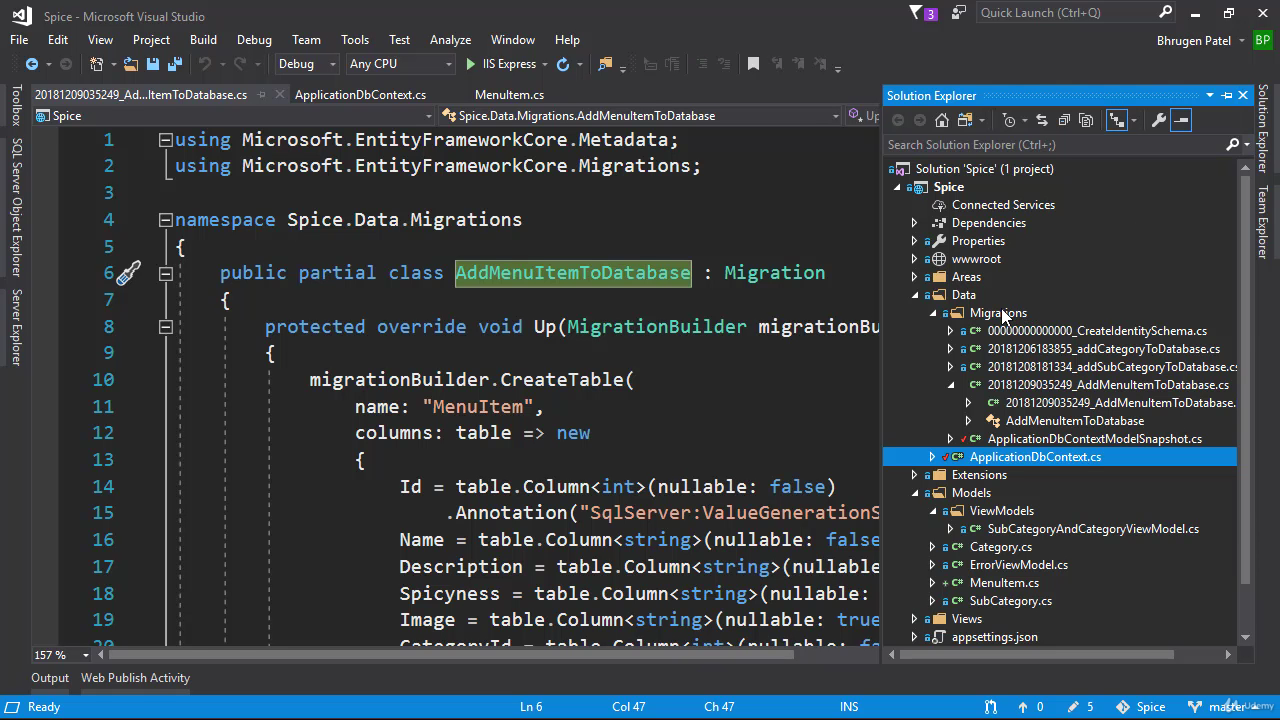 Spice - Microsoft Visual Studio
3
Quick Launch (Ctrl+Q)
File Edit View Project Build Debug Team Tools Test Analyze Window Help
Bhrugen Patel
BP
Debug
Any CPU
IIS Express
20181209035249_Ad...ItemToDatabase.cs
ApplicationDbContext.cs
MenuItem.cs
Spice
Spice.Data.Migrations.AddMenuItemToDatabase
Up
Toolbox
SQL Server Object Explorer
Server Explorer
1 using Microsoft.EntityFrameworkCore.Metadata;
2 using Microsoft.EntityFrameworkCore.Migrations;
3
4 namespace Spice.Data.Migrations
5 {
6 public partial class AddMenuItemToDatabase : Migration
7 {
8 protected override void Up(MigrationBuilder migrationBu
9 {
10 migrationBuilder.CreateTable(
11 name: "MenuItem",
12 columns: table => new
13 {
14 Id = table.Column<int>(nullable: false)
15 .Annotation("SqlServer:ValueGenerationS
16 Name = table.Column<string>(nullable: false
17 Description = table.Column<string>(nullable
18 Spicyness = table.Column<string>(nullable:
19 Image = table.Column<string>(nullable: true
20 CategoryId = table.Column<int>(nullable: fa
157 %
Solution Explorer
Search Solution Explorer (Ctrl+;)
Solution 'Spice' (1 project)
Spice
Connected Services
Dependencies
Properties
wwwroot
Areas
Data
Migrations
00000000000000_CreateIdentitySchema.cs
20181206183855_addCategoryToDatabase.cs
20181208181334_addSubCategoryToDatabase.cs
20181209035249_AddMenuItemToDatabase.cs
20181209035249_AddMenuItemToDatabase.
AddMenuItemToDatabase
ApplicationDbContextModelSnapshot.cs
ApplicationDbContext.cs
Extensions
Models
ViewModels
SubCategoryAndCategoryViewModel.cs
Category.cs
ErrorViewModel.cs
MenuItem.cs
SubCategory.cs
Views
appsettings.json
Solution Explorer
Team Explorer
Output
Web Publish Activity
Ready
Ln 6
Col 47
Ch 47
INS
0
5
Spice
master
Udemy